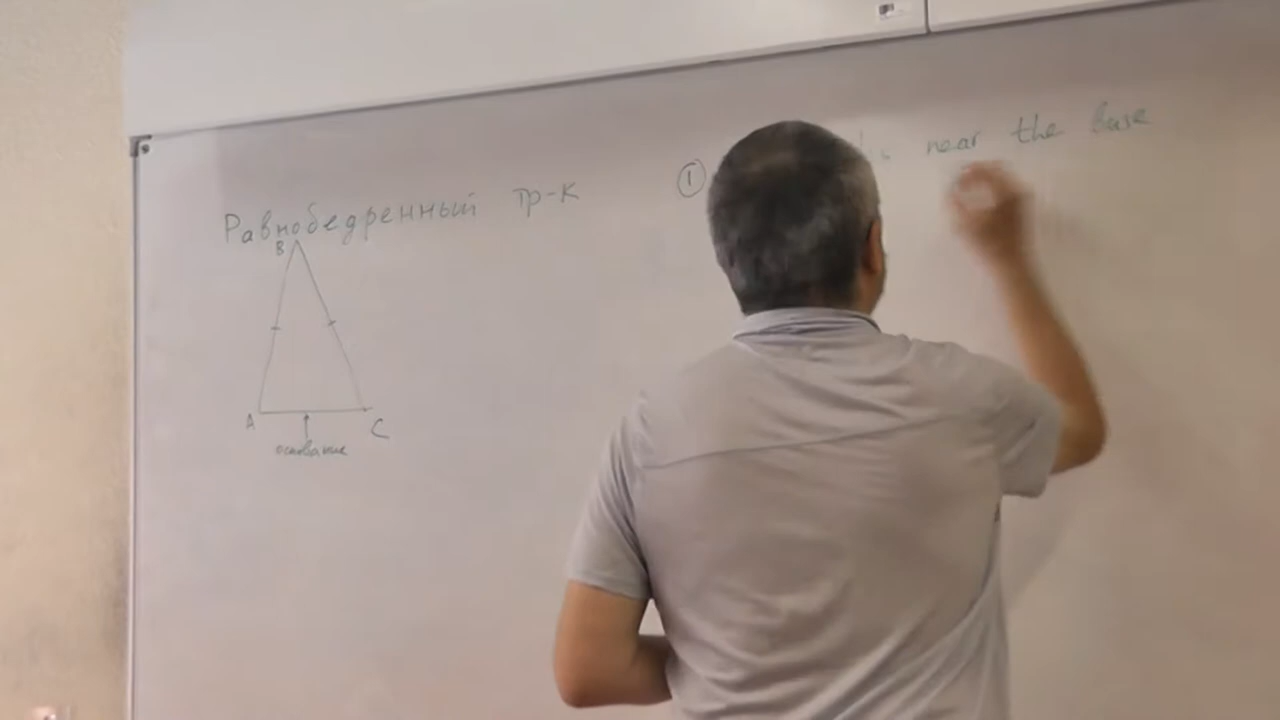 Равнобедренный тр-к
B
A
C
основание
①
near the base